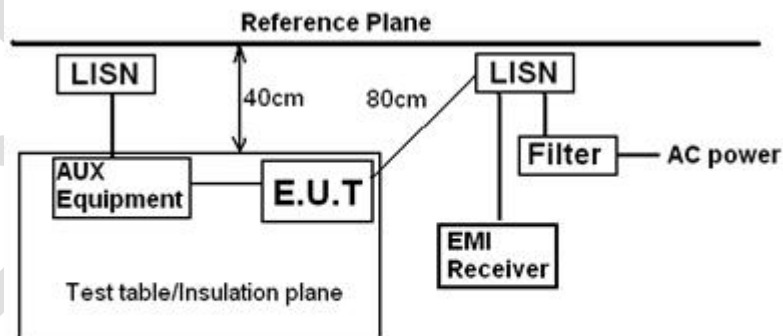 Reference Plane
LISN
LISN
40cm
80cm
Filter
AC power
AUX
Equipment
E.U.T
EMI
Receiver
Test table/Insulation plane